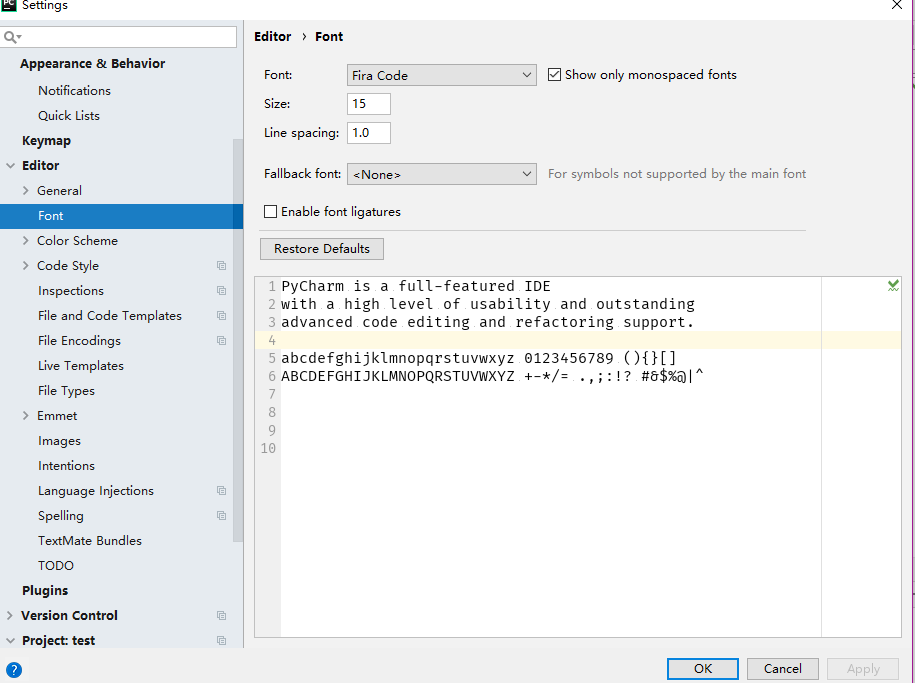 PC Settings
Appearance & Behavior
Notifications
Quick Lists
Keymap
Editor
General
Font
Color Scheme
Code Style
Inspections
File and Code Templates
File Encodings
Live Templates
File Types
Emmet
Images
Intentions
Language Injections
Spelling
TextMate Bundles
TODO
Plugins
Version Control
Project: test
?
Editor › Font
Font: Fira Code Show only monospaced fonts
Size: 15
Line spacing: 1.0
Fallback font: <None> For symbols not supported by the main font
Enable font ligatures
Restore Defaults
1 PyCharm is a full-featured IDE
2 with a high level of usability and outstanding
3 advanced code editing and refactoring support.
4
5 abcdefghijklmnopqrstuvwxyz 0123456789 (){}[]
6 ABCDEFGHIJKLMNOPQRSTUVWXYZ +-*/= .,;:!? #&$%@|^
7
8
9
10
OK Cancel Apply